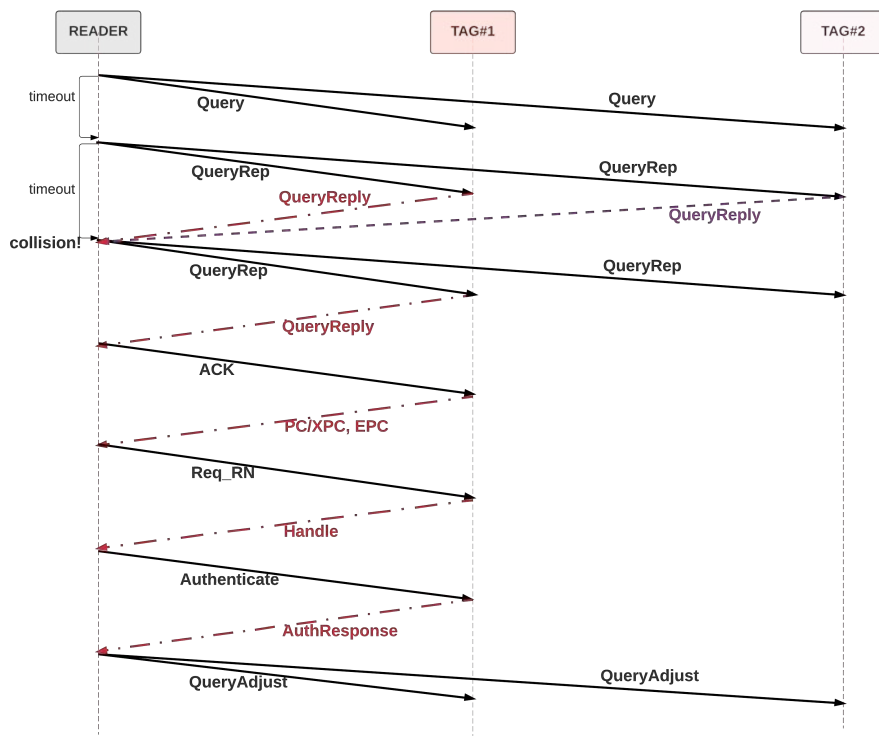 READER
TAG#1
TAG#2
timeout
Query
Query
timeout
QueryRep
QueryRep
QueryReply
QueryReply
collision!
QueryRep
QueryRep
QueryReply
ACK
PC/XPC, EPC
Req_RN
Handle
Authenticate
AuthResponse
QueryAdjust
QueryAdjust